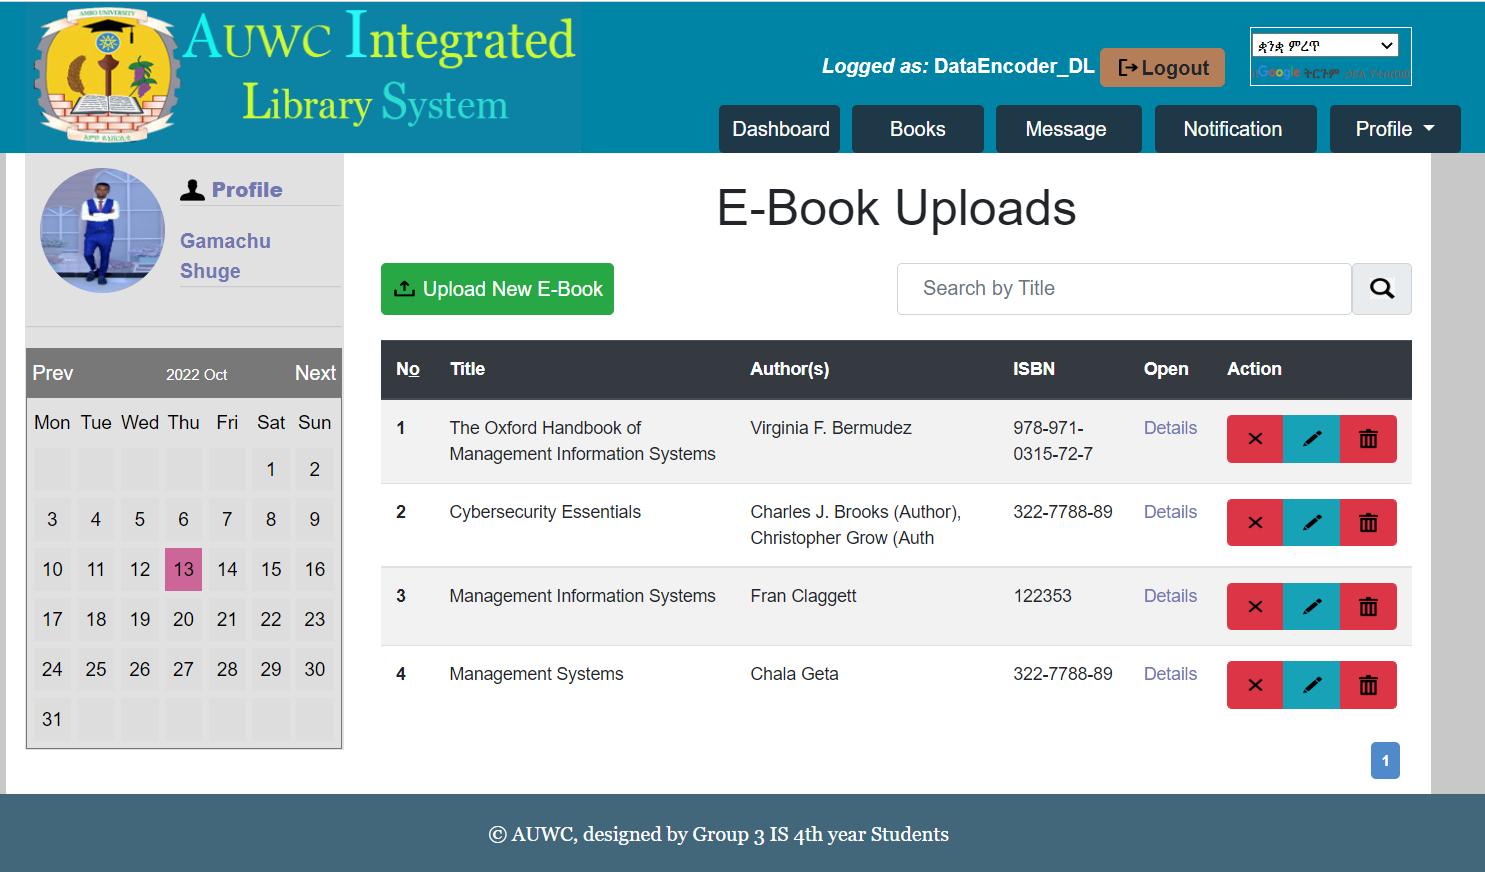 AMBO UNIVERSITY
AUWC Integrated
Library System
Logged as: DataEncoder_DL
Logout
ቋንቋ ምረጥ
Google ትርጉም
Dashboard
Books
Message
Notification
Profile
Profile
Gamachu
Shuge
E-Book Uploads
Upload New E-Book
Search by Title
Prev 2022 Oct Next
Mon Tue Wed Thu Fri Sat Sun
1 2
3 4 5 6 7 8 9
10 11 12 13 14 15 16
17 18 19 20 21 22 23
24 25 26 27 28 29 30
31
No Title Author(s) ISBN Open Action
1 The Oxford Handbook of Virginia F. Bermudez 978-971- Details
Management Information Systems 0315-72-7
2 Cybersecurity Essentials Charles J. Brooks (Author), 322-7788-89 Details
Christopher Grow (Auth
3 Management Information Systems Fran Claggett 122353 Details
4 Management Systems Chala Geta 322-7788-89 Details
1
© AUWC, designed by Group 3 IS 4th year Students